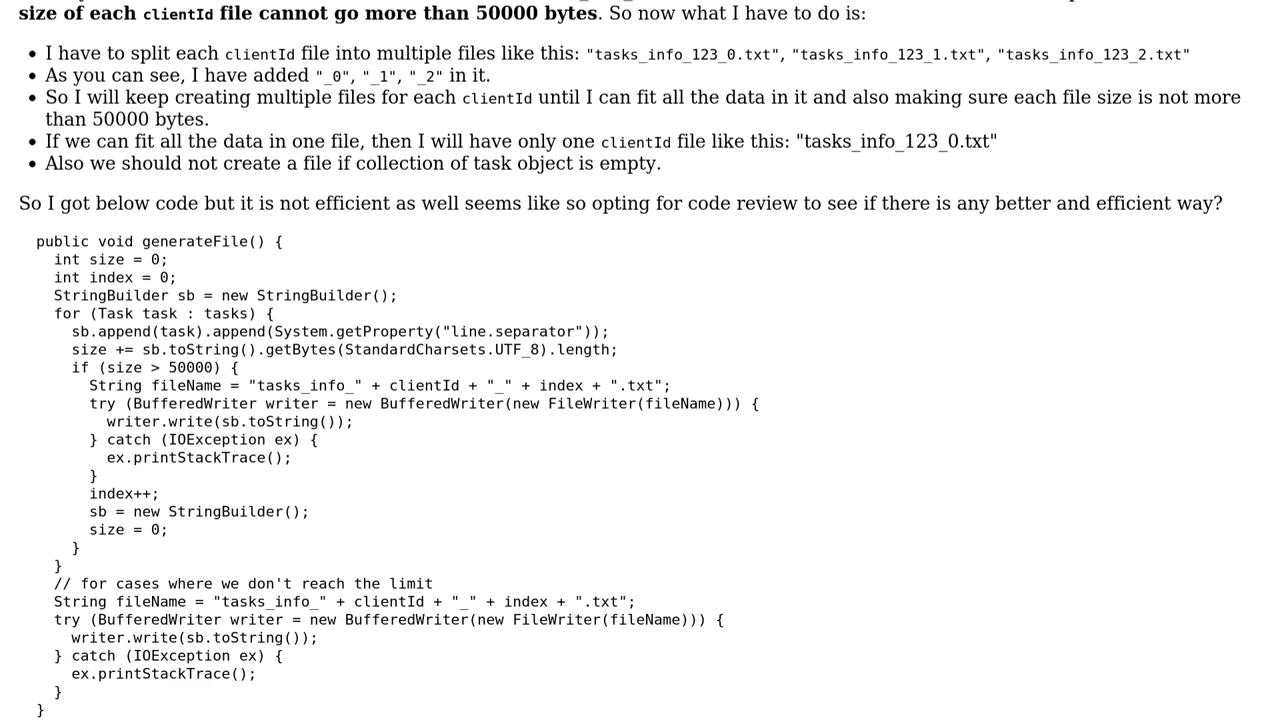 size of each clientId file cannot go more than 50000 bytes. So now what I have to do is:
• I have to split each clientId file into multiple files like this: "tasks_info_123_0.txt", "tasks_info_123_1.txt", "tasks_info_123_2.txt"
• As you can see, I have added "_0", "_1", "_2" in it.
• So I will keep creating multiple files for each clientId until I can fit all the data in it and also making sure each file size is not more
than 50000 bytes.
• If we can fit all the data in one file, then I will have only one clientId file like this: "tasks_info_123_0.txt"
• Also we should not create a file if collection of task object is empty.
So I got below code but it is not efficient as well seems like so opting for code review to see if there is any better and efficient way?
public void generateFile() {
  int size = 0;
  int index = 0;
  StringBuilder sb = new StringBuilder();
  for (Task task : tasks) {
    sb.append(task).append(System.getProperty("line.separator"));
    size += sb.toString().getBytes(StandardCharsets.UTF_8).length;
    if (size > 50000) {
      String fileName = "tasks_info_" + clientId + "_" + index + ".txt";
      try (BufferedWriter writer = new BufferedWriter(new FileWriter(fileName))) {
        writer.write(sb.toString());
      } catch (IOException ex) {
        ex.printStackTrace();
      }
      index++;
      sb = new StringBuilder();
      size = 0;
    }
  }
  // for cases where we don't reach the limit
  String fileName = "tasks_info_" + clientId + "_" + index + ".txt";
  try (BufferedWriter writer = new BufferedWriter(new FileWriter(fileName))) {
    writer.write(sb.toString());
  } catch (IOException ex) {
    ex.printStackTrace();
  }
}